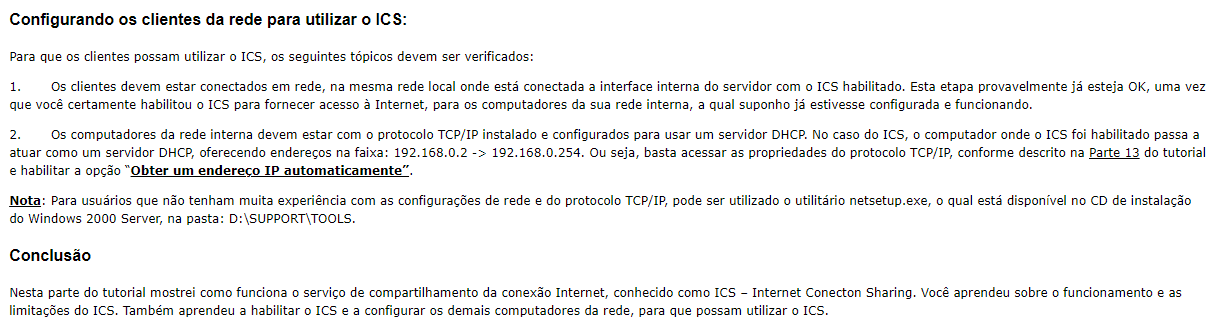 Configurando os clientes da rede para utilizar o ICS:
Para que os clientes possam utilizar o ICS, os seguintes tópicos devem ser verificados:
1. Os clientes devem estar conectados em rede, na mesma rede local onde está conectada a interface interna do servidor com o ICS habilitado. Esta etapa provavelmente já esteja OK, uma vez
que você certamente habilitou o ICS para fornecer acesso à Internet, para os computadores da sua rede interna, a qual suponho já estivesse configurada e funcionando.
2. Os computadores da rede interna devem estar com o protocolo TCP/IP instalado e configurados para usar um servidor DHCP. No caso do ICS, o computador onde o ICS foi habilitado passa a
atuar como um servidor DHCP, oferecendo endereços na faixa: 192.168.0.2 -> 192.168.0.254. Ou seja, basta acessar as propriedades do protocolo TCP/IP, conforme descrito na Parte 13 do tutorial
e habilitar a opção “Obter um endereço IP automaticamente”.
Nota: Para usuários que não tenham muita experiência com as configurações de rede e do protocolo TCP/IP, pode ser utilizado o utilitário netsetup.exe, o qual está disponível no CD de instalação
do Windows 2000 Server, na pasta: D:\SUPPORT\TOOLS.
Conclusão
Nesta parte do tutorial mostrei como funciona o serviço de compartilhamento da conexão Internet, conhecido como ICS – Internet Conecton Sharing. Você aprendeu sobre o funcionamento e as
limitações do ICS. Também aprendeu a habilitar o ICS e a configurar os demais computadores da rede, para que possam utilizar o ICS.